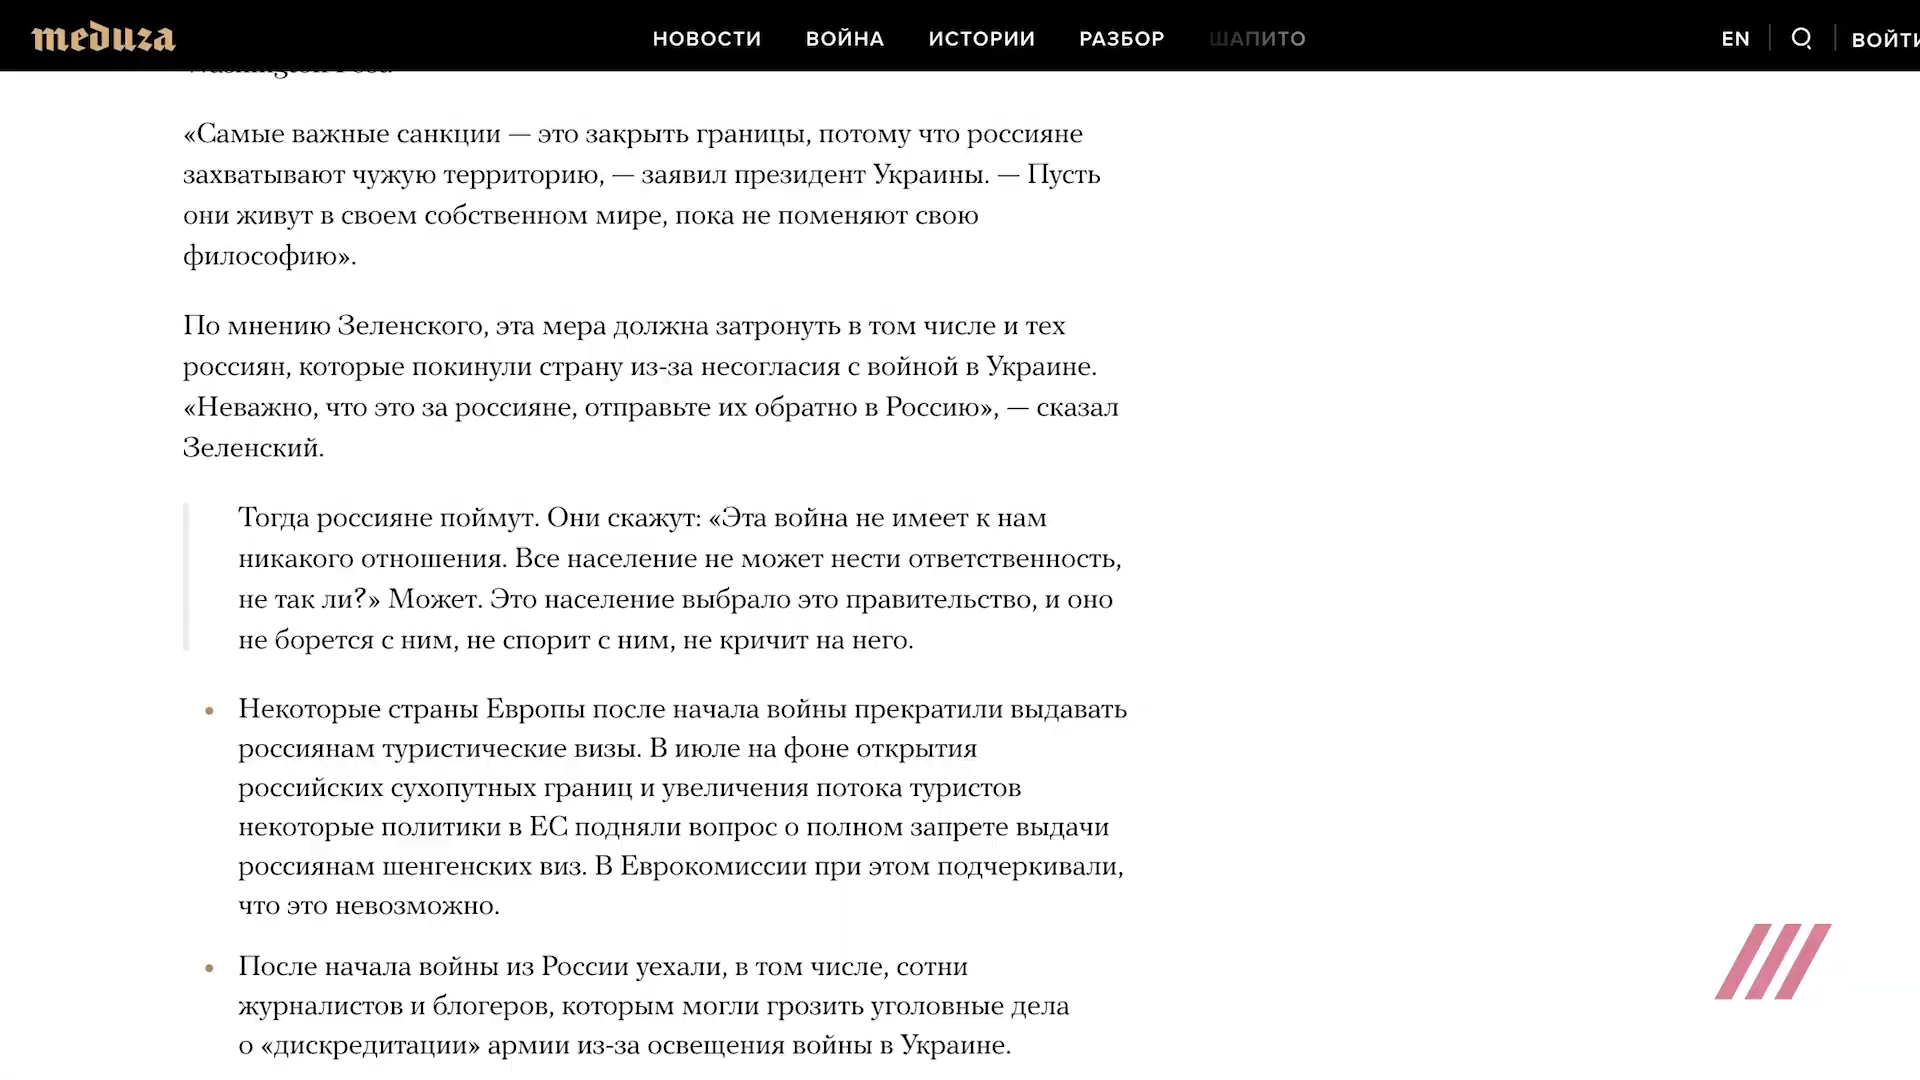 meduza
НОВОСТИ ВОЙНА ИСТОРИИ РАЗБОР ШАПИТО EN ВОЙТИ
Washington Post.
«Самые важные санкции — это закрыть границы, потому что россияне
захватывают чужую территорию, — заявил президент Украины. — Пусть
они живут в своем собственном мире, пока не поменяют свою
философию».
По мнению Зеленского, эта мера должна затронуть в том числе и тех
россиян, которые покинули страну из-за несогласия с войной в Украине.
«Неважно, что это за россияне, отправьте их обратно в Россию», — сказал
Зеленский.
Тогда россияне поймут. Они скажут: «Эта война не имеет к нам
никакого отношения. Все население не может нести ответственность,
не так ли?» Может. Это население выбрало это правительство, и оно
не борется с ним, не спорит с ним, не кричит на него.
• Некоторые страны Европы после начала войны прекратили выдавать
россиянам туристические визы. В июле на фоне открытия
российских сухопутных границ и увеличения потока туристов
некоторые политики в ЕС подняли вопрос о полном запрете выдачи
россиянам шенгенских виз. В Еврокомиссии при этом подчеркивали,
что это невозможно.
• После начала войны из России уехали, в том числе, сотни
журналистов и блогеров, которым могли грозить уголовные дела
о «дискредитации» армии из-за освещения войны в Украине.